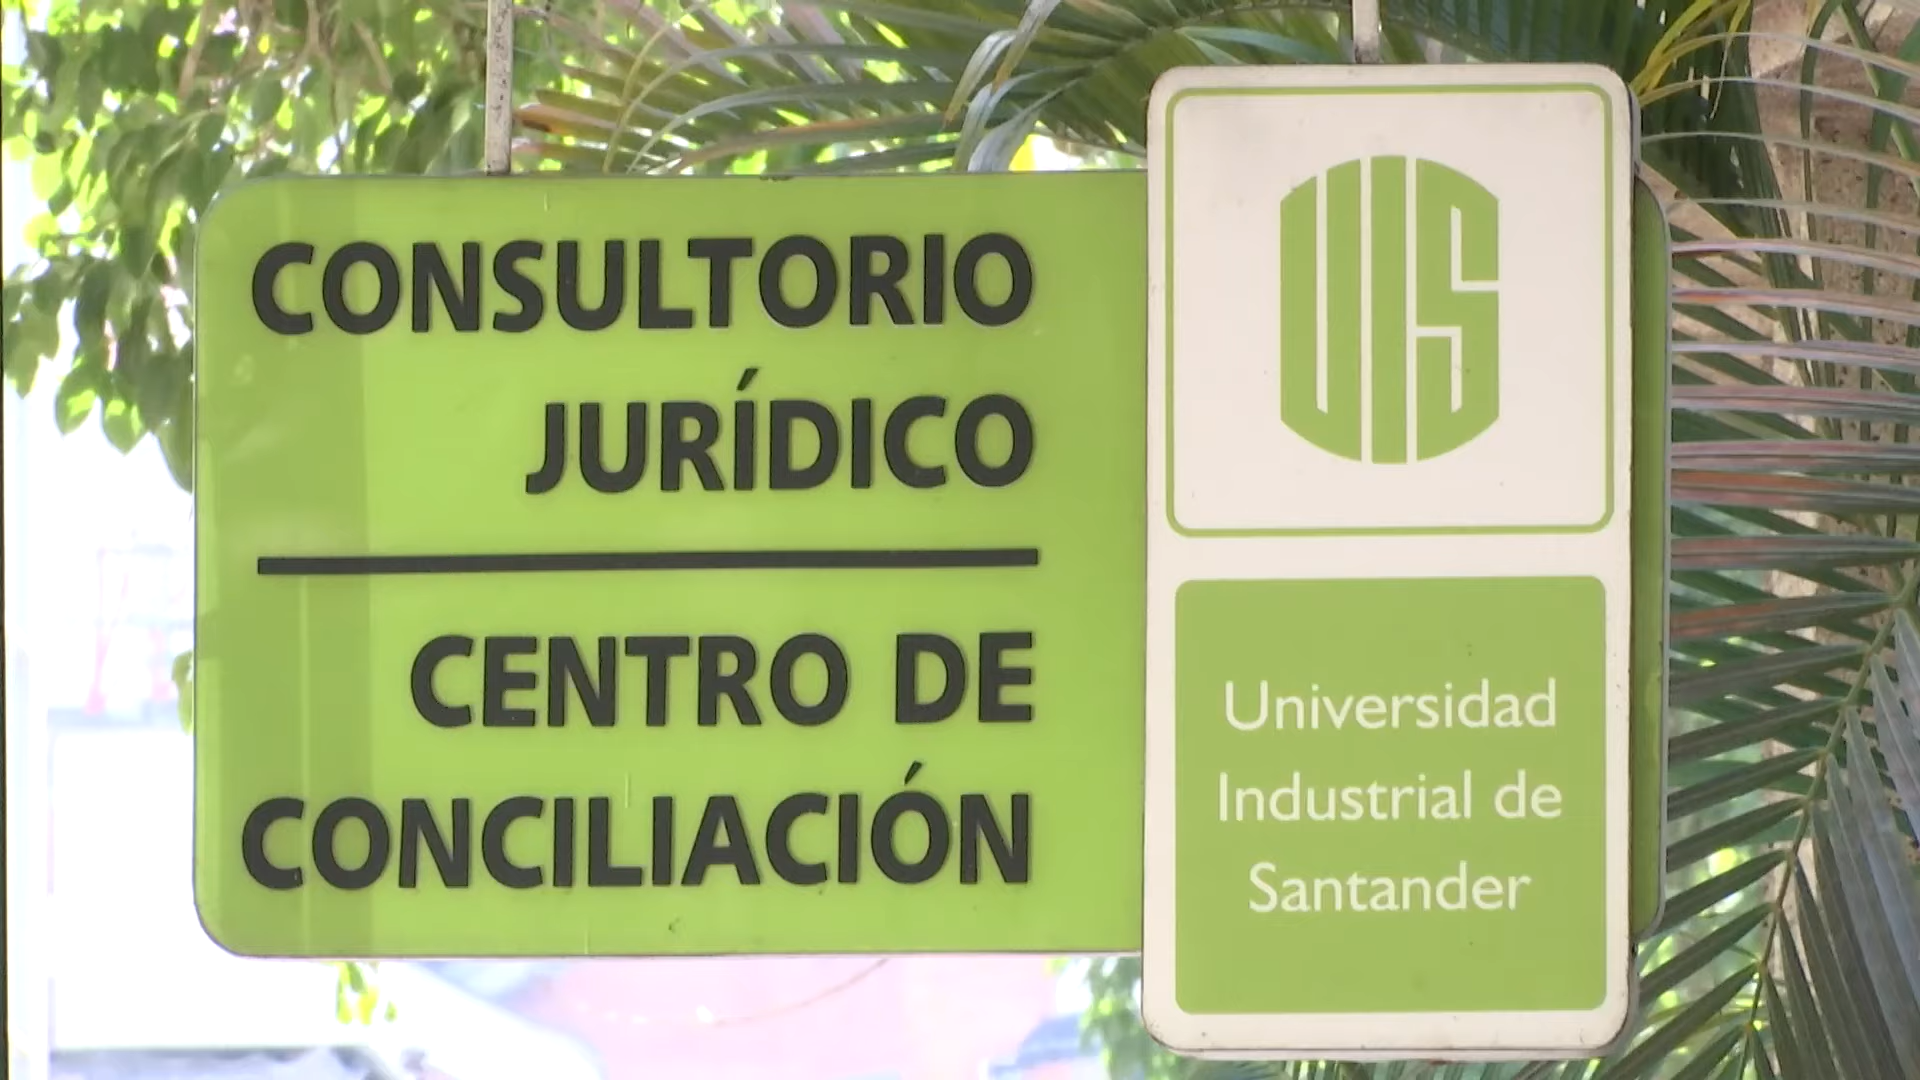 CONSULTORIO
JURÍDICO
CENTRO DE
CONCILIACIÓN
UIS
Universidad
Industrial de
Santander